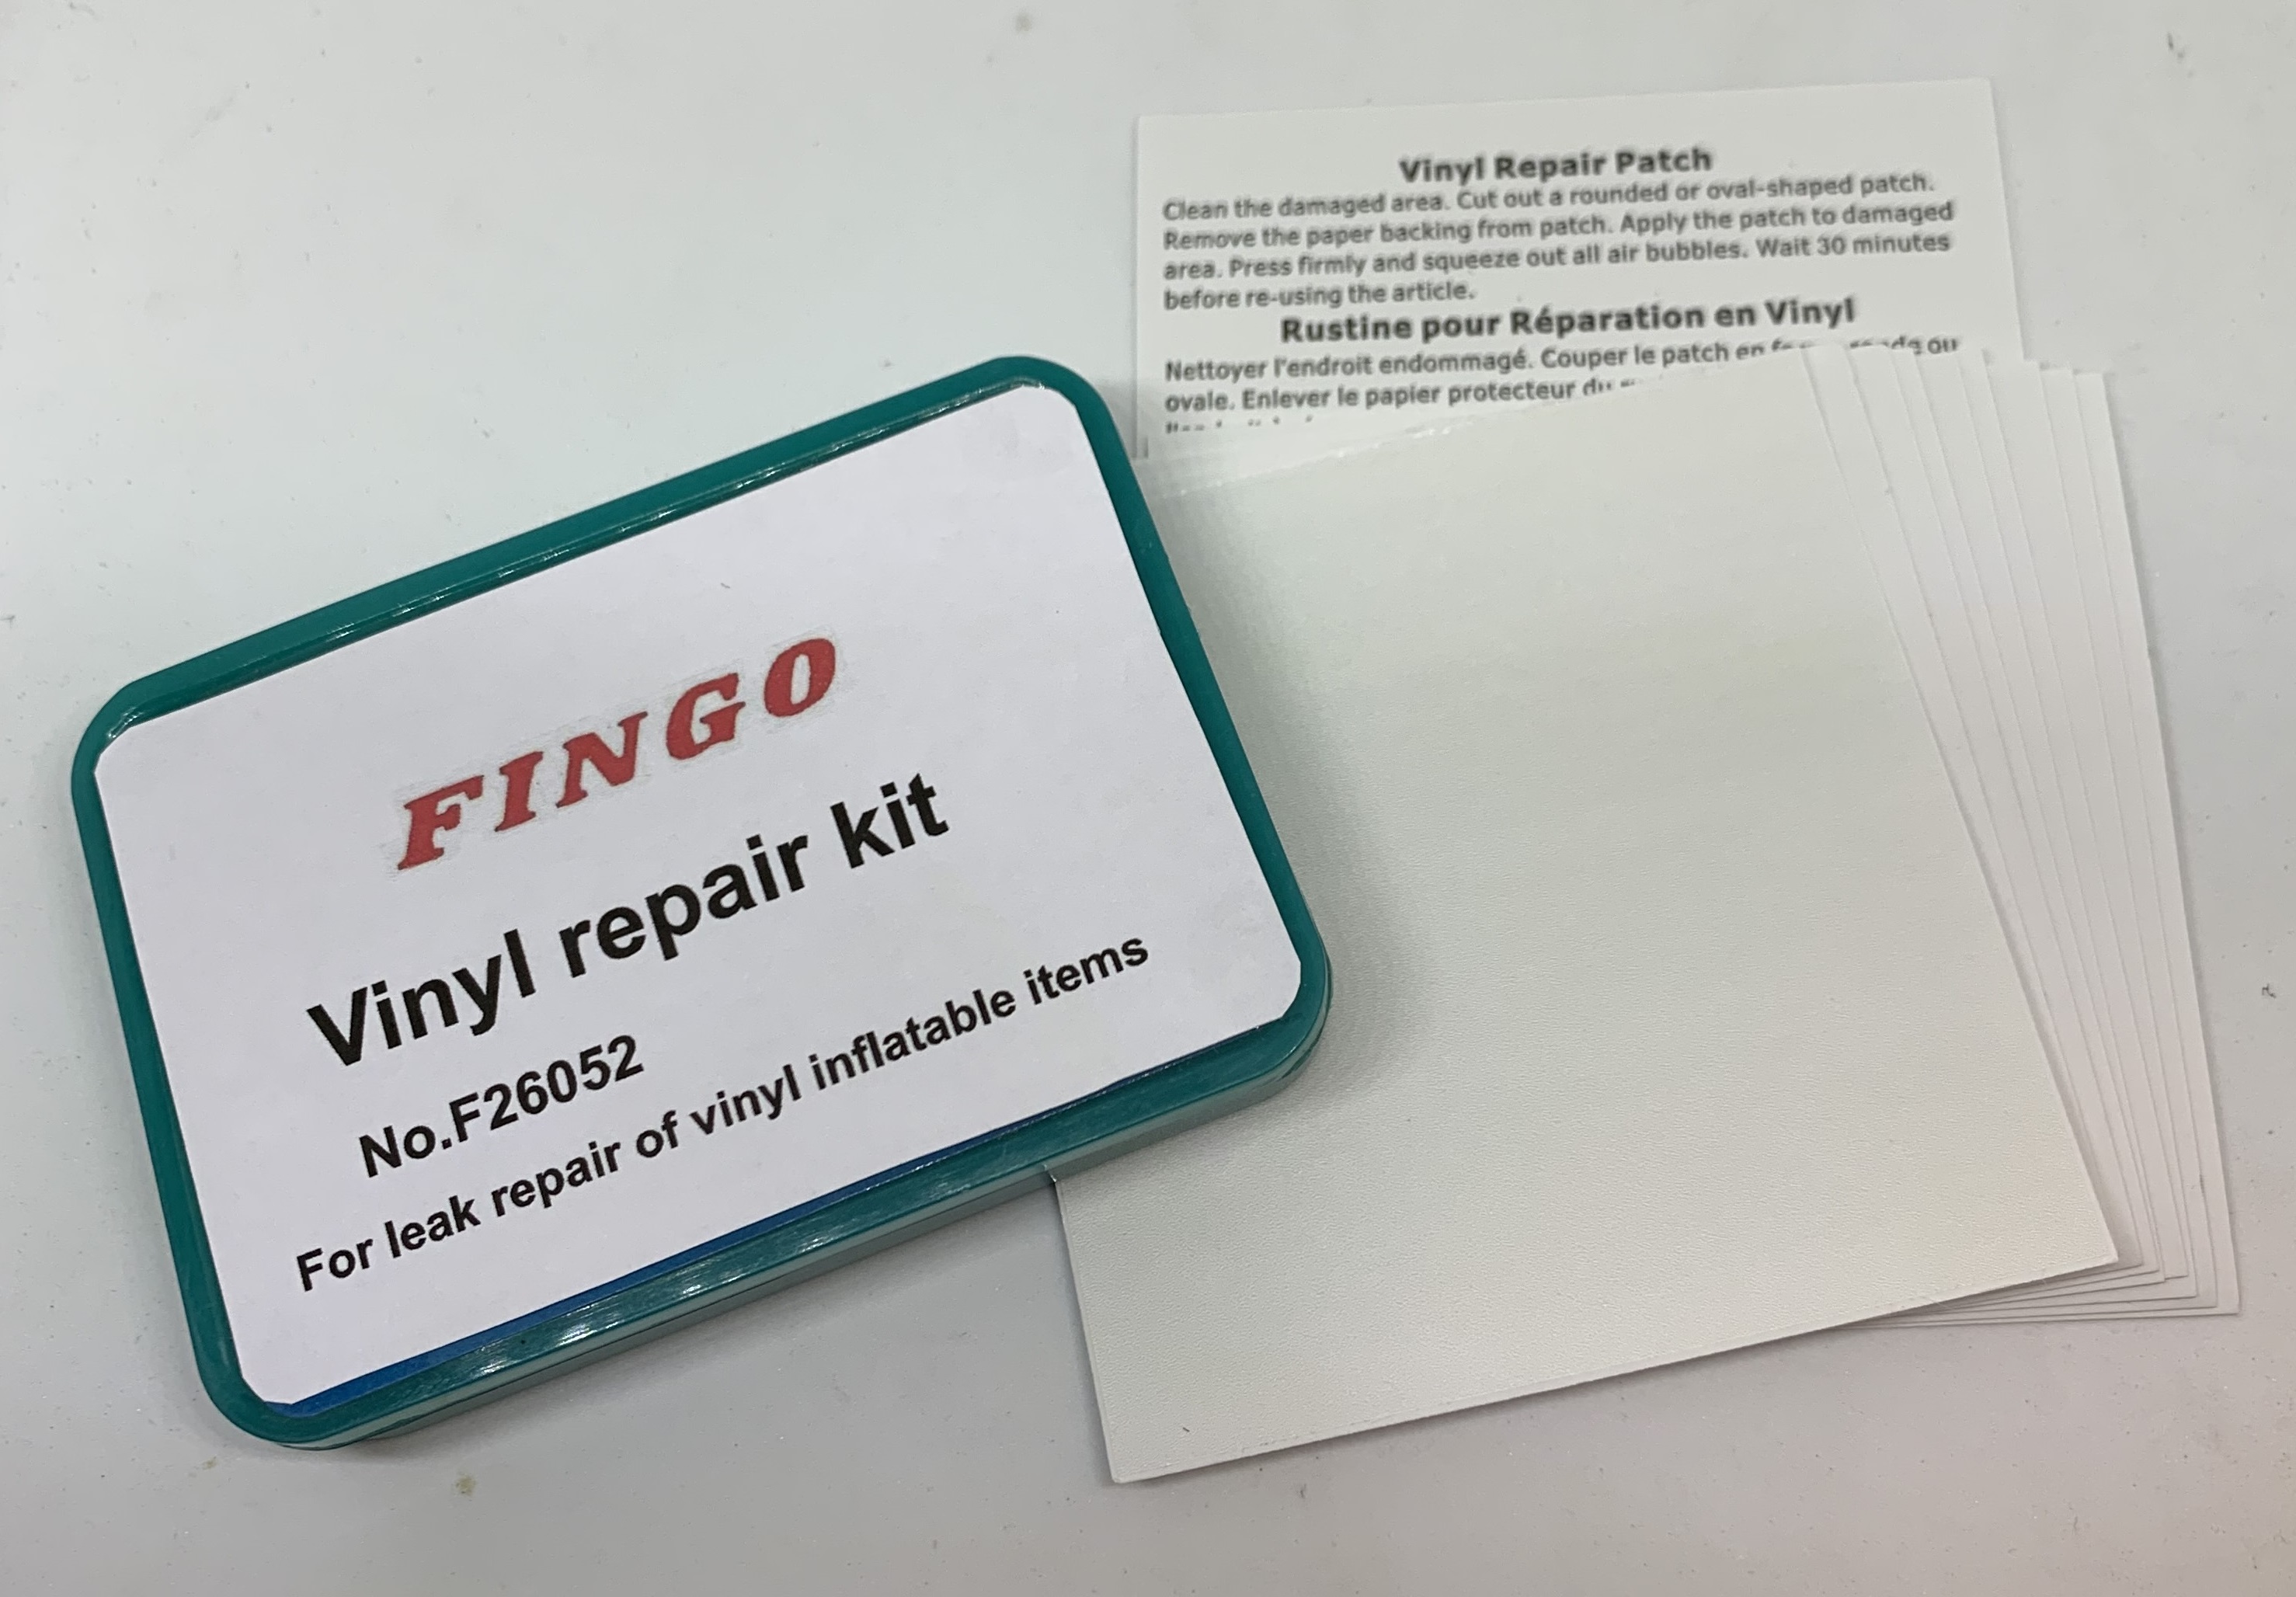 FINGO
Vinyl repair kit
No.F26052
For leak repair of vinyl inflatable items
Vinyl Repair Patch
Clean the damaged area. Cut out a rounded or oval-shaped patch.
Remove the paper backing from patch. Apply the patch to damaged
area. Press firmly and squeeze out all air bubbles. Wait 30 minutes
before re-using the article.
Rustine pour Réparation en Vinyl
Nettoyer l'endroit endommagé. Couper le patch en ou
ovale. Enlever le papier protecteur du